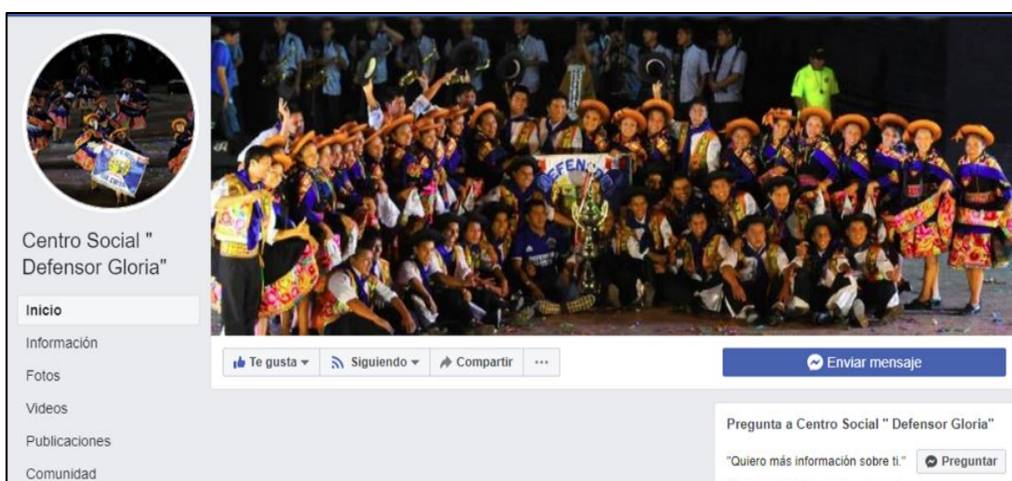 Centro Social "
Defensor Gloria"
Inicio
Información
Fotos
Videos
Publicaciones
Comunidad
DEFENSOR
Te gusta
Siguiendo
Compartir
...
Enviar mensaje
Pregunta a Centro Social " Defensor Gloria"
"Quiero más información sobre ti."
Preguntar